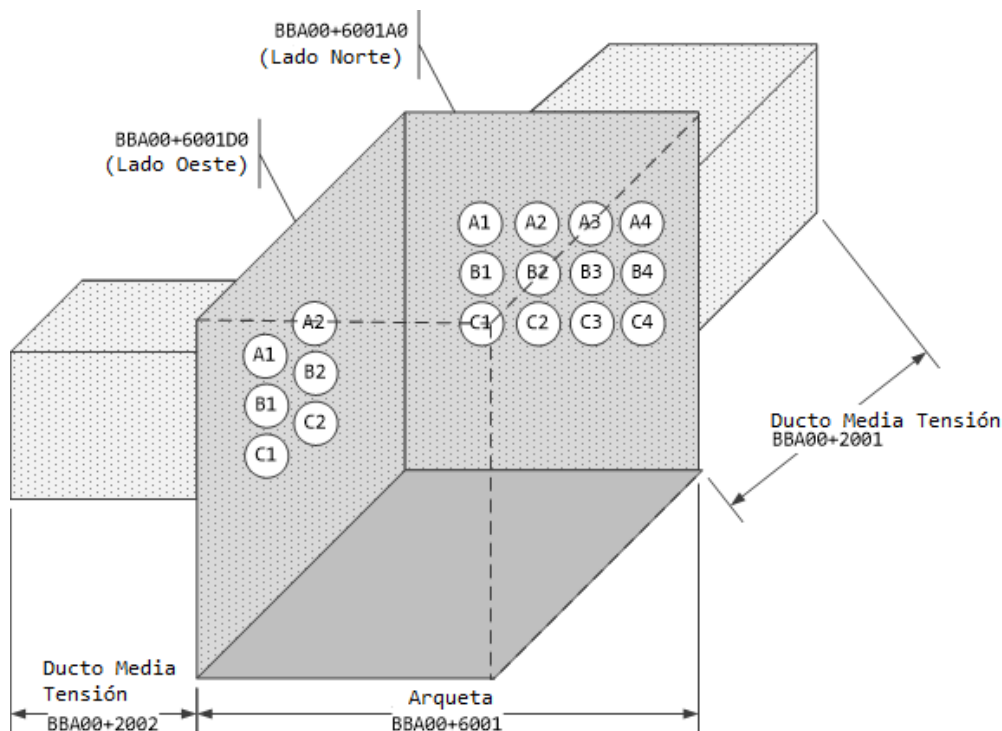 BBA00+6001A0
(Lado Norte)
BBA00+6001D0
(Lado Oeste)
A1 A2 A3 A4
B1 B2 B3 B4
C1 C2 C3 C4
A2
A1
B2
B1
C2
C1
Ducto Media Tensión
BBA00+2001
Ducto Media
Tensión
BBA00+2002
Arqueta
BBA00+6001